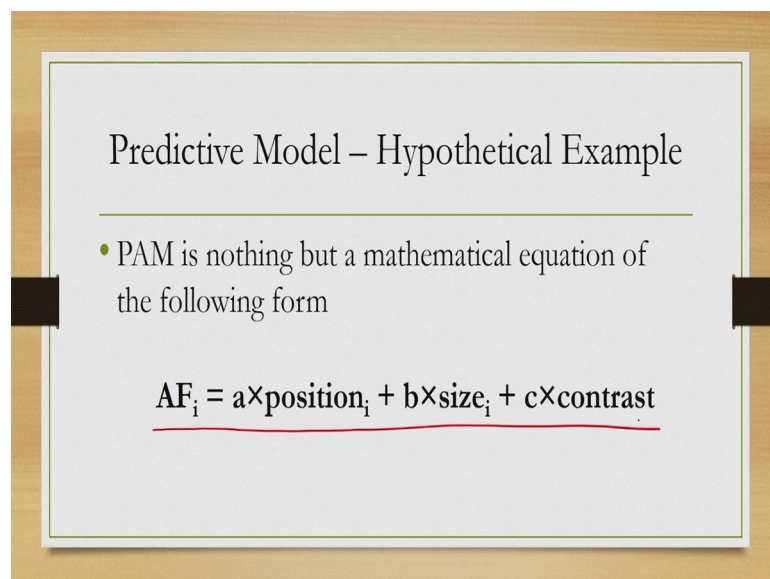 Predictive Model – Hypothetical Example
• PAM is nothing but a mathematical equation of
the following form
AFᵢ = a×positionᵢ + b×sizeᵢ + c×contrast